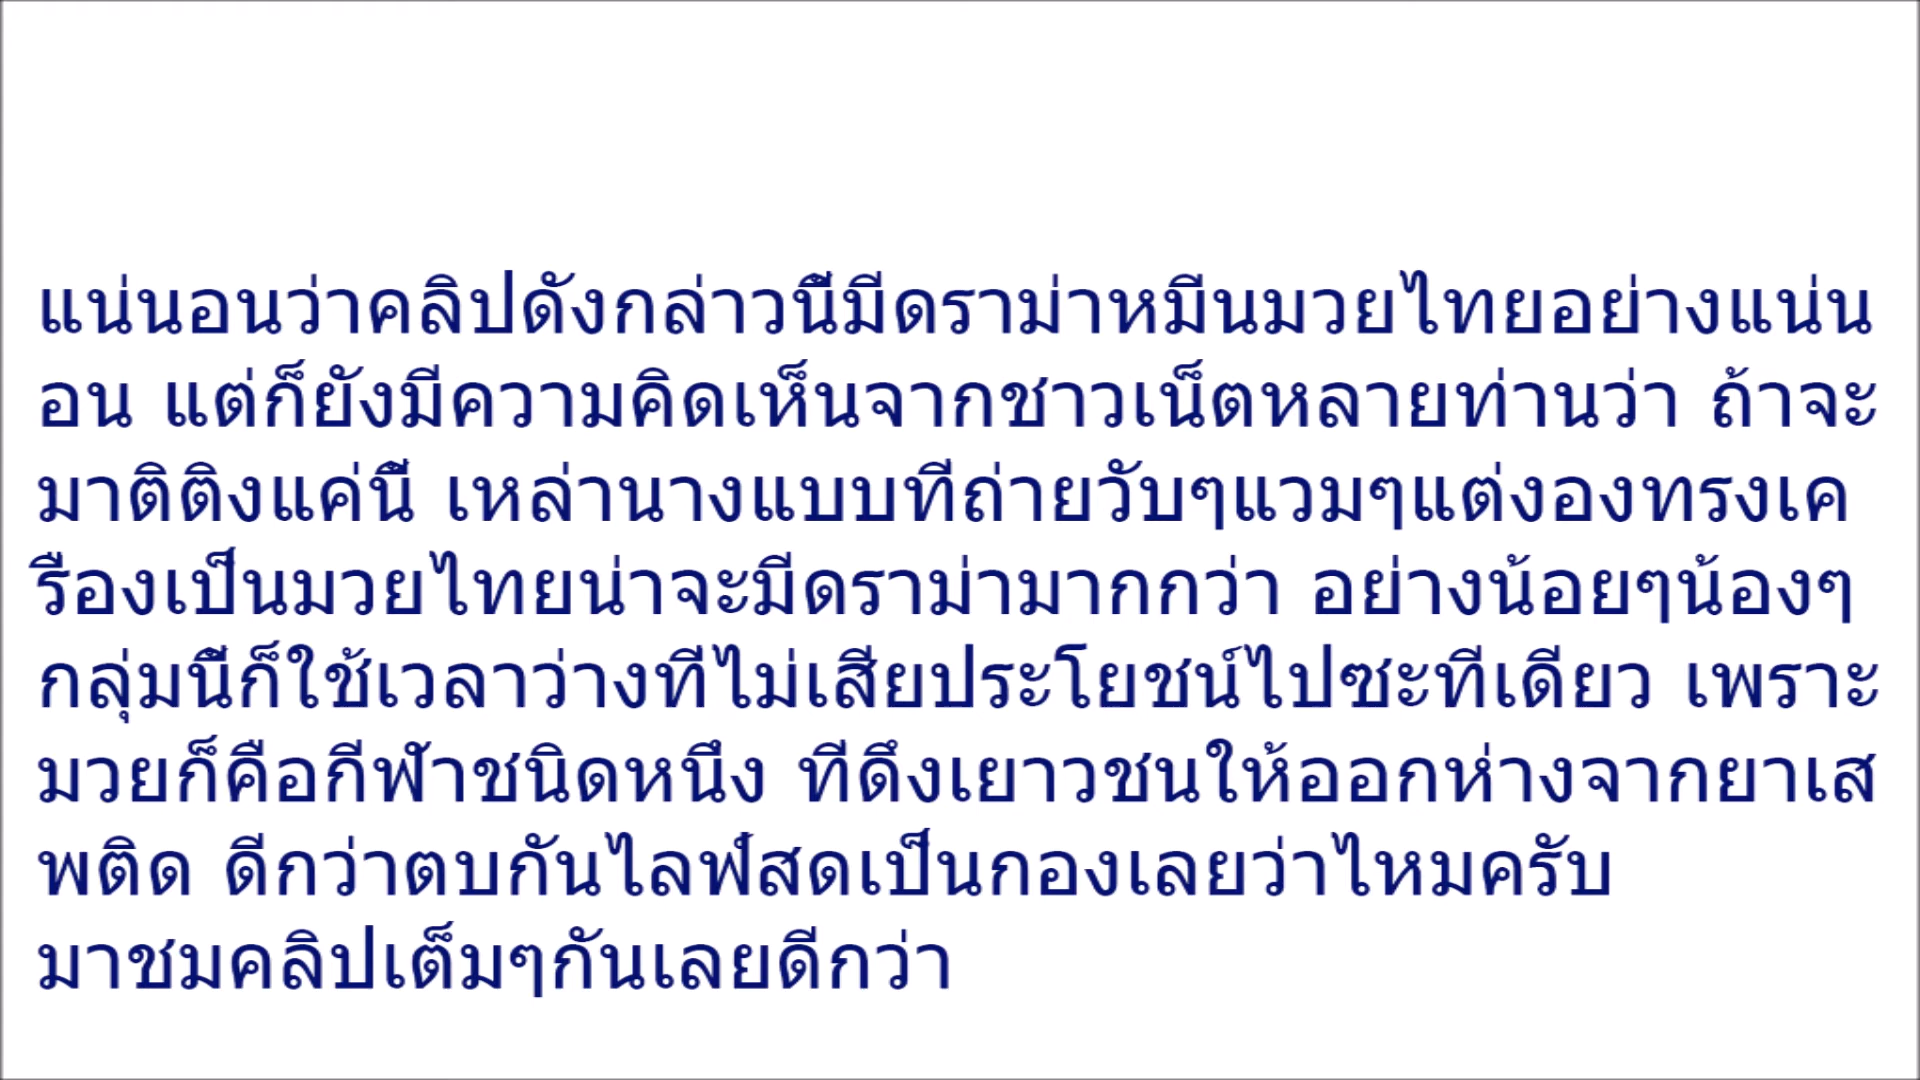 แน่นอนว่าคลิปดังกล่าวนี้มีดราม่าหมิ่นมวยไทยอย่างแน่น
อน แต่ก็ยังมีความคิดเห็นจากชาวเน็ตหลายท่านว่า ถ้าจะ
มาติติงแค่นี้ เหล่านางแบบที่ถ่ายวับๆแวมๆแต่งองทรงเค
รื่องเป็นมวยไทยน่าจะมีดราม่ามากกว่า อย่างน้อยๆน้องๆ
กลุ่มนี้ก็ใช้เวลาว่างที่ไม่เสียประโยชน์ไปซะทีเดียว เพราะ
มวยก็คือกีฬาชนิดหนึ่ง ที่ดึงเยาวชนให้ออกห่างจากยาเส
พติด ดีกว่าตบกันไลฟ์สดเป็นกองเลยว่าไหมครับ
มาชมคลิปเต็มๆกันเลยดีกว่า